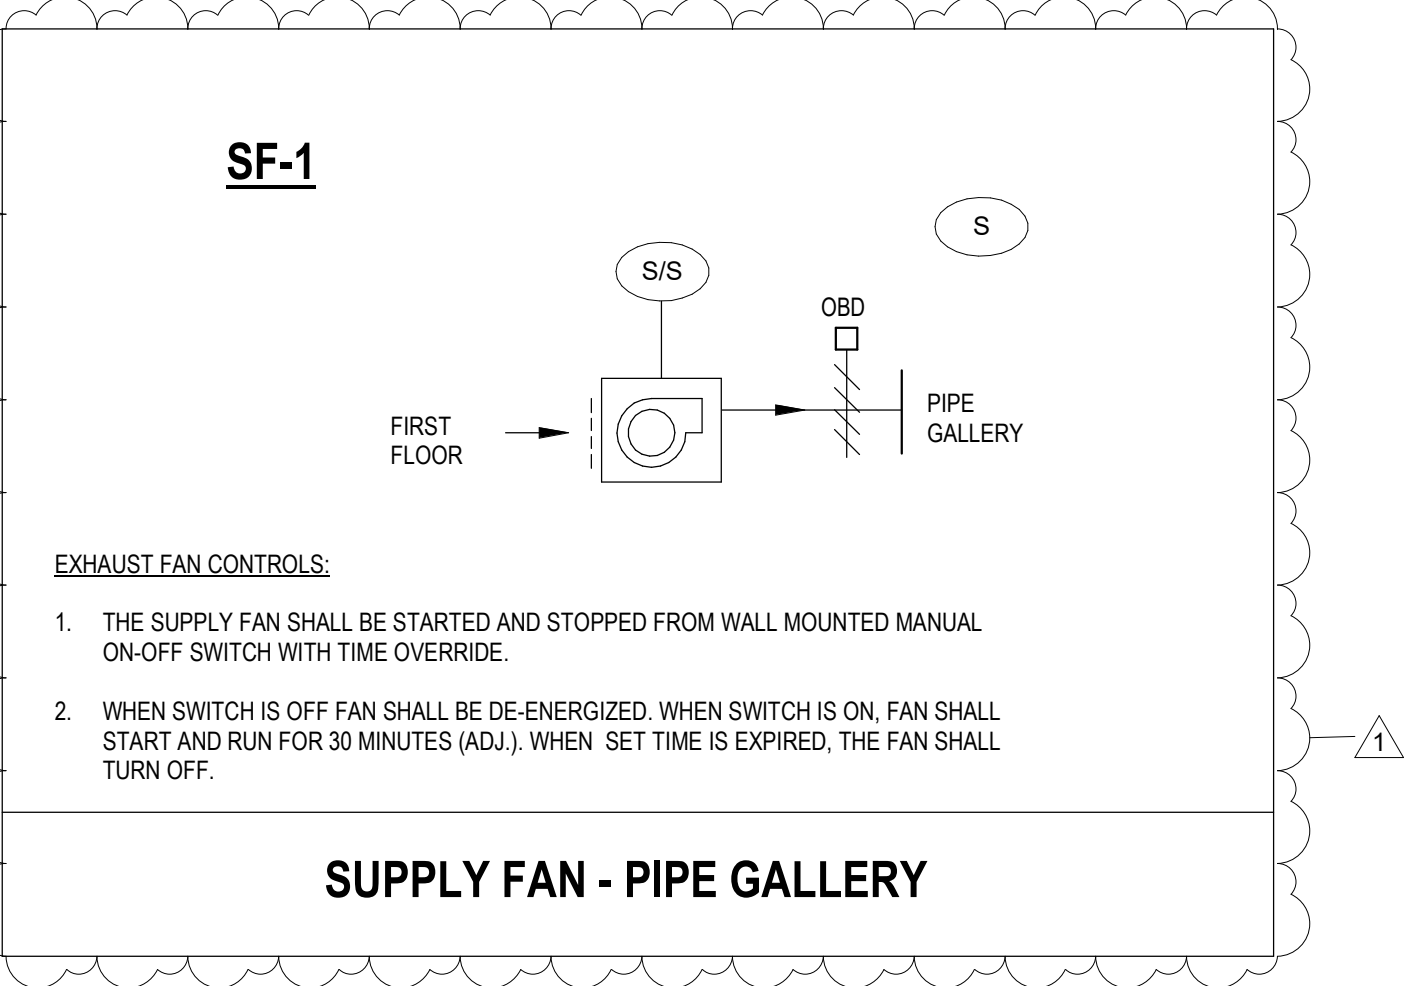 SF-1
S
S/S
OBD
FIRST
FLOOR
PIPE
GALLERY
EXHAUST FAN CONTROLS:
1. THE SUPPLY FAN SHALL BE STARTED AND STOPPED FROM WALL MOUNTED MANUAL
ON-OFF SWITCH WITH TIME OVERRIDE.
2. WHEN SWITCH IS OFF FAN SHALL BE DE-ENERGIZED. WHEN SWITCH IS ON, FAN SHALL
START AND RUN FOR 30 MINUTES (ADJ.). WHEN  SET TIME IS EXPIRED, THE FAN SHALL
TURN OFF.
1
SUPPLY FAN - PIPE GALLERY